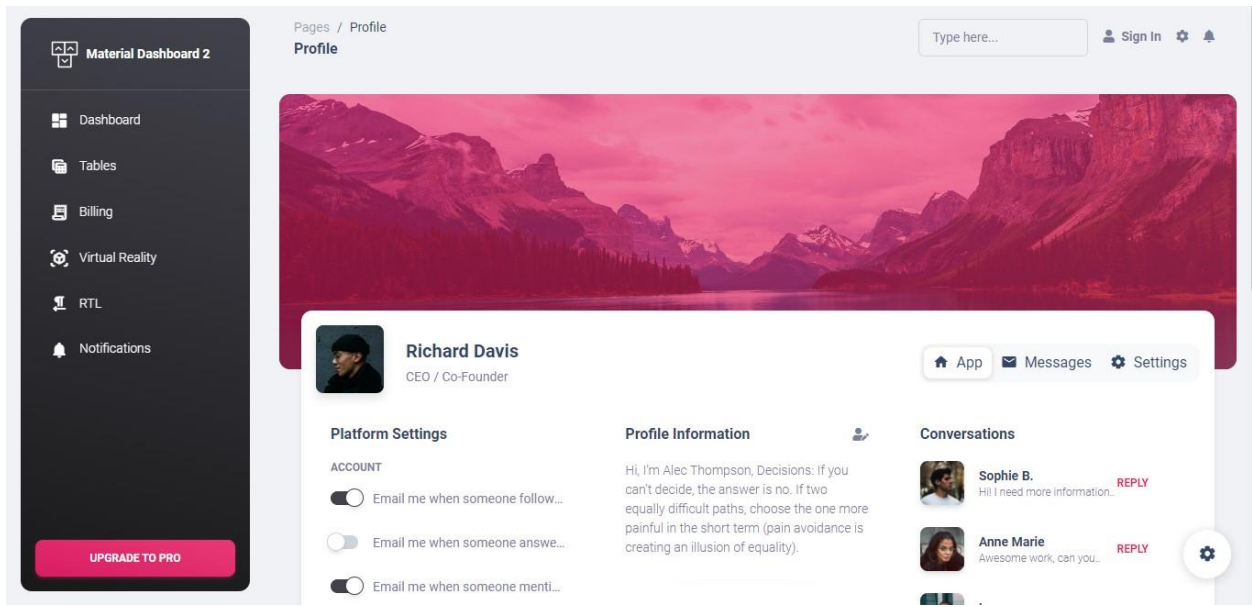 Material Dashboard 2
Dashboard
Tables
Billing
Virtual Reality
RTL
Notifications
UPGRADE TO PRO
Pages / Profile
Profile
Type here...
Sign In
Richard Davis
CEO / Co-Founder
App
Messages
Settings
Platform Settings
ACCOUNT
Email me when someone follow...
Email me when someone answe...
Email me when someone menti...
Profile Information
Hi, I'm Alec Thompson, Decisions: If you
can't decide, the answer is no. If two
equally difficult paths, choose the one more
painful in the short term (pain avoidance is
creating an illusion of equality).
Conversations
Sophie B.
Hi! I need more information..
REPLY
Anne Marie
Awesome work, can you..
REPLY